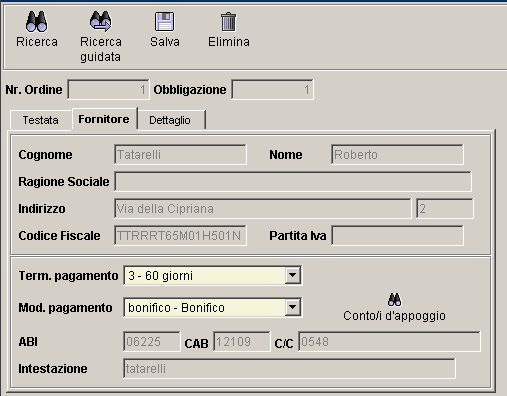 Ricerca Ricerca guidata Salva Elimina
Nr. Ordine 1 Obbligazione 1
Testata Fornitore Dettaglio
Cognome Tatarelli Nome Roberto
Ragione Sociale
Indirizzo Via della Cipriana 2
Codice Fiscale TTRRRT65M01H501N Partita Iva
Term. pagamento 3 - 60 giorni
Mod. pagamento bonifico - Bonifico
Conto/i d'appoggio
ABI 06225 CAB 12109 C/C 0548
Intestazione tatarelli